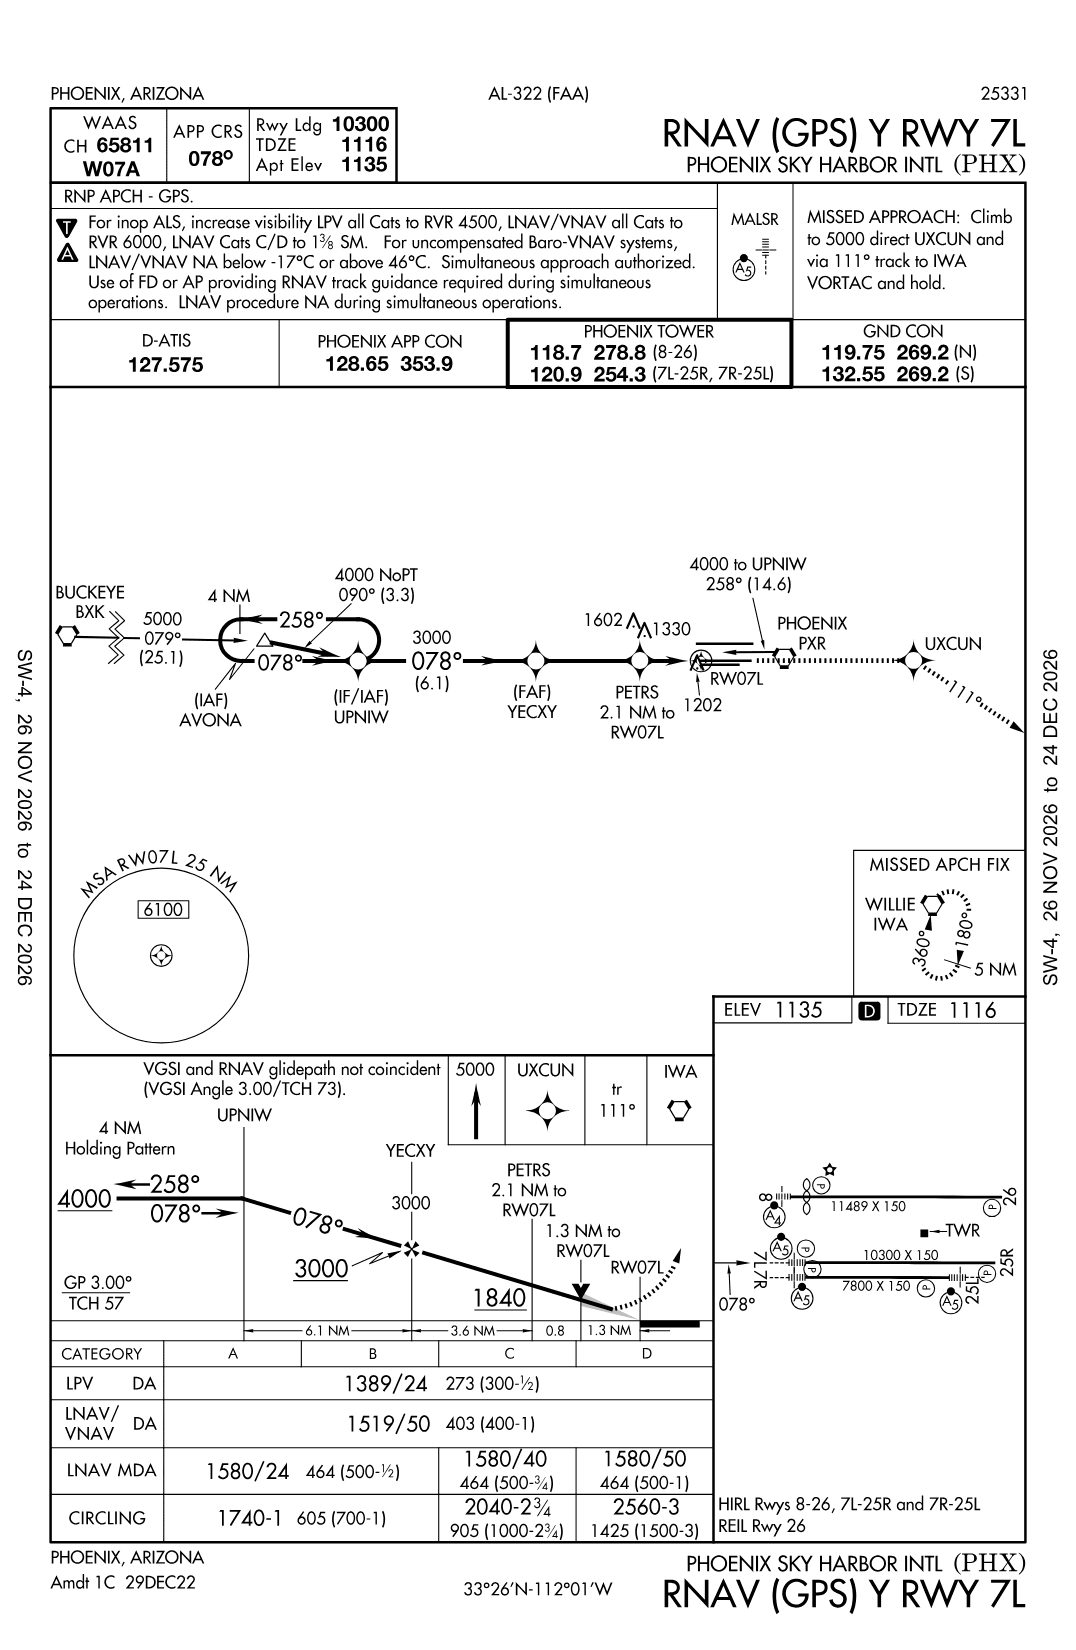 PHOENIX, ARIZONA
AL-322 (FAA)
25331
WAAS
CH 65811
W07A
APP CRS
078°
Rwy Ldg 10300
TDZE 1116
Apt Elev 1135
RNAV (GPS) Y RWY 7L
PHOENIX SKY HARBOR INTL (PHX)
RNP APCH - GPS.
T
A
For inop ALS, increase visibility LPV all Cats to RVR 4500, LNAV/VNAV all Cats to
RVR 6000, LNAV Cats C/D to 1⅜ SM. For uncompensated Baro-VNAV systems,
LNAV/VNAV NA below -17°C or above 46°C. Simultaneous approach authorized.
Use of FD or AP providing RNAV track guidance required during simultaneous
operations. LNAV procedure NA during simultaneous operations.
MALSR
A5
MISSED APPROACH: Climb
to 5000 direct UXCUN and
via 111° track to IWA
VORTAC and hold.
D-ATIS
127.575
PHOENIX APP CON
128.65 353.9
PHOENIX TOWER
118.7 278.8 (8-26)
120.9 254.3 (7L-25R, 7R-25L)
GND CON
119.75 269.2 (N)
132.55 269.2 (S)
BUCKEYE
BXK
5000
079°
(25.1)
4 NM
258°
078°
4000 NoPT
090° (3.3)
(IAF)
AVONA
(IF/IAF)
UPNIW
3000
078°
(6.1)
(FAF)
YECXY
1602
1330
PETRS
2.1 NM to
RW07L
4000 to UPNIW
258° (14.6)
PHOENIX
PXR
RW07L
1202
UXCUN
111°
SW-4, 26 NOV 2026 to 24 DEC 2026
SW-4, 26 NOV 2026 to 24 DEC 2026
MSA RW07L 25 NM
6100
MISSED APCH FIX
WILLIE
IWA
360°
180°
5 NM
ELEV 1135
D
TDZE 1116
VGSI and RNAV glidepath not coincident
(VGSI Angle 3.00/TCH 73).
5000
UXCUN
tr
111°
IWA
UPNIW
4 NM
Holding Pattern
4000
258°
078°
078°
YECXY
3000
3000
PETRS
2.1 NM to
RW07L
1.3 NM to
RW07L
RW07L
1840
GP 3.00°
TCH 57
6.1 NM
3.6 NM
0.8
1.3 NM
8
A4
P
11489 X 150
P
26
TWR
A5
P
10300 X 150
25R
7L
7R
P
7800 X 150
P
P
25L
A5
A5
078°
CATEGORY
A
B
C
D
LPV DA
1389/24 273 (300-½)
LNAV/
VNAV DA
1519/50 403 (400-1)
LNAV MDA
1580/24 464 (500-½)
1580/40
464 (500-¾)
1580/50
464 (500-1)
CIRCLING
1740-1 605 (700-1)
2040-2¾
905 (1000-2¾)
2560-3
1425 (1500-3)
HIRL Rwys 8-26, 7L-25R and 7R-25L
REIL Rwy 26
PHOENIX, ARIZONA
Amdt 1C 29DEC22
33°26'N-112°01'W
PHOENIX SKY HARBOR INTL (PHX)
RNAV (GPS) Y RWY 7L